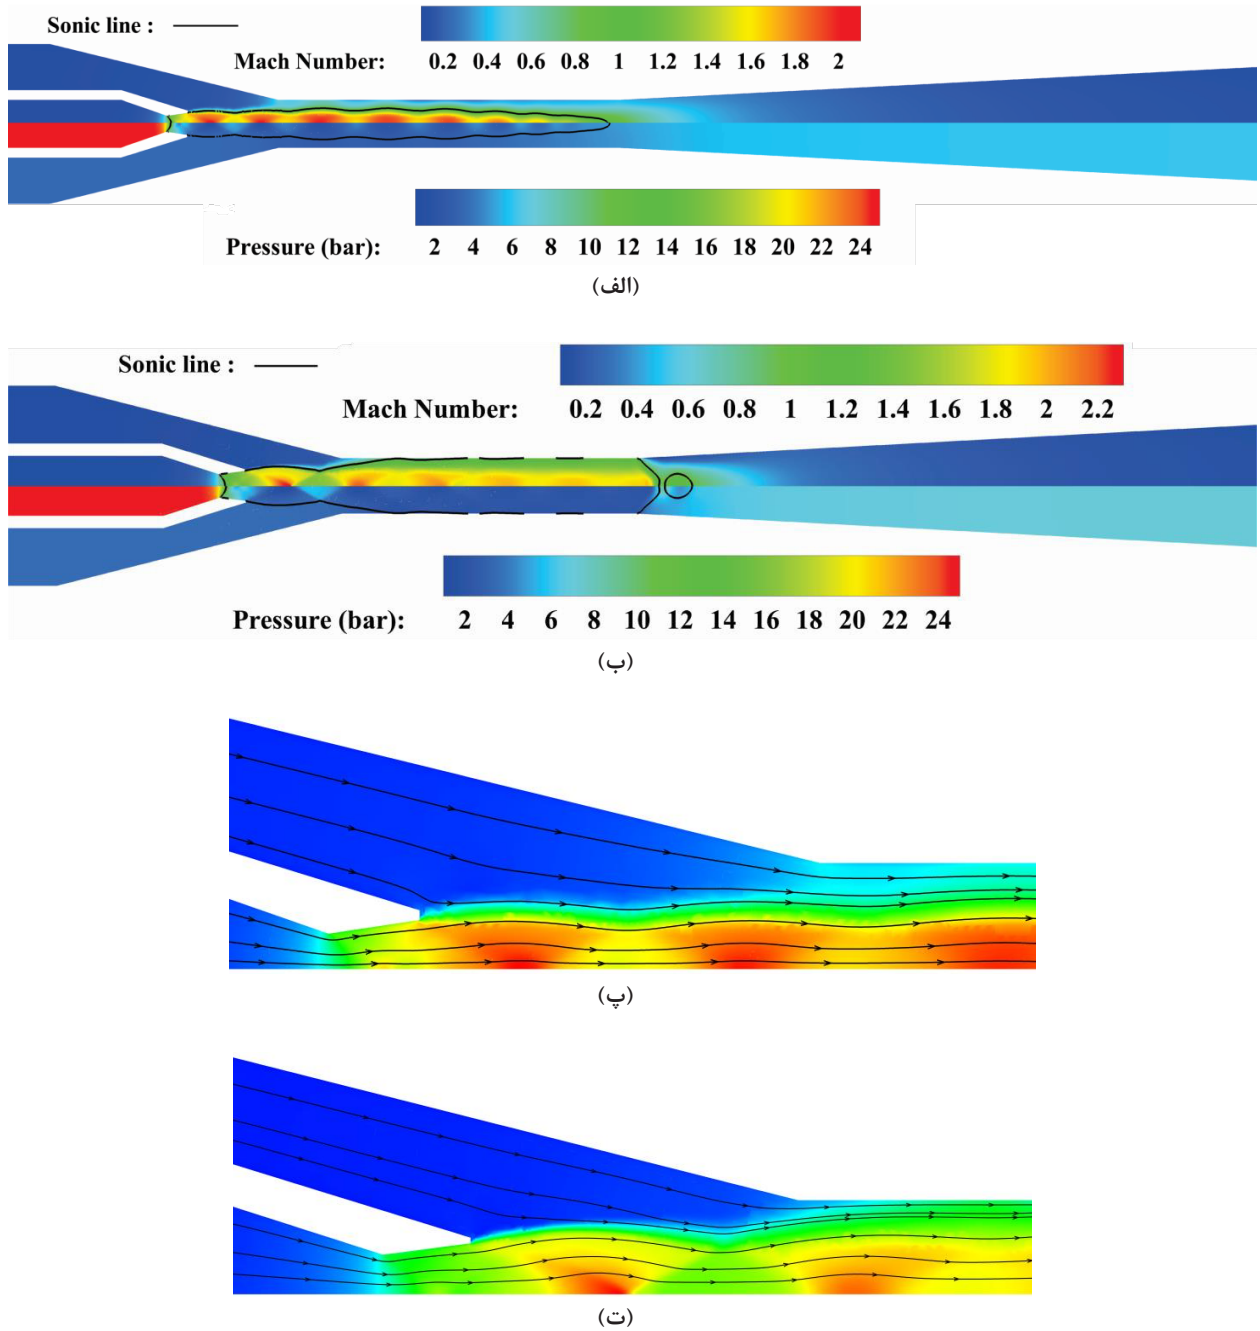 Sonic line :
Mach Number: 0.2 0.4 0.6 0.8 1 1.2 1.4 1.6 1.8 2
Pressure (bar): 2 4 6 8 10 12 14 16 18 20 22 24
(الف)
Sonic line :
Mach Number: 0.2 0.4 0.6 0.8 1 1.2 1.4 1.6 1.8 2 2.2
Pressure (bar): 2 4 6 8 10 12 14 16 18 20 22 24
(ب)
(پ)
(ت)